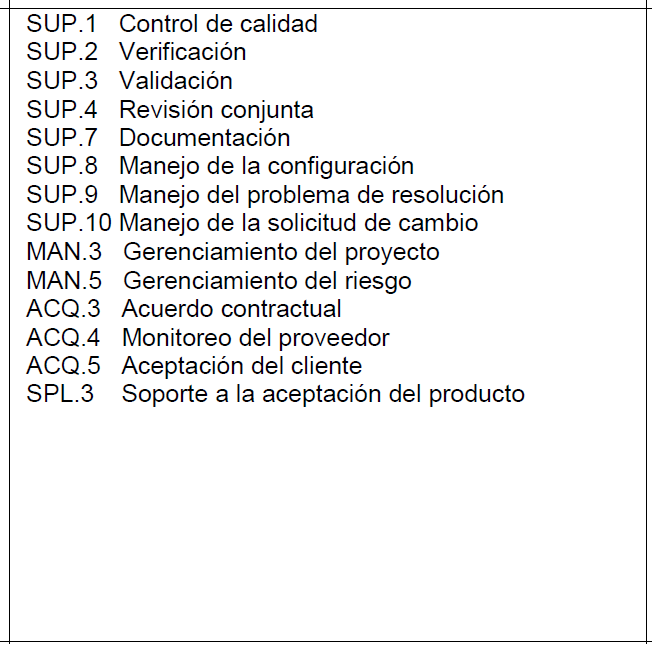 SUP.1 Control de calidad
SUP.2 Verificación
SUP.3 Validación
SUP.4 Revisión conjunta
SUP.7 Documentación
SUP.8 Manejo de la configuración
SUP.9 Manejo del problema de resolución
SUP.10 Manejo de la solicitud de cambio
MAN.3 Gerenciamiento del proyecto
MAN.5 Gerenciamiento del riesgo
ACQ.3 Acuerdo contractual
ACQ.4 Monitoreo del proveedor
ACQ.5 Aceptación del cliente
SPL.3 Soporte a la aceptación del producto